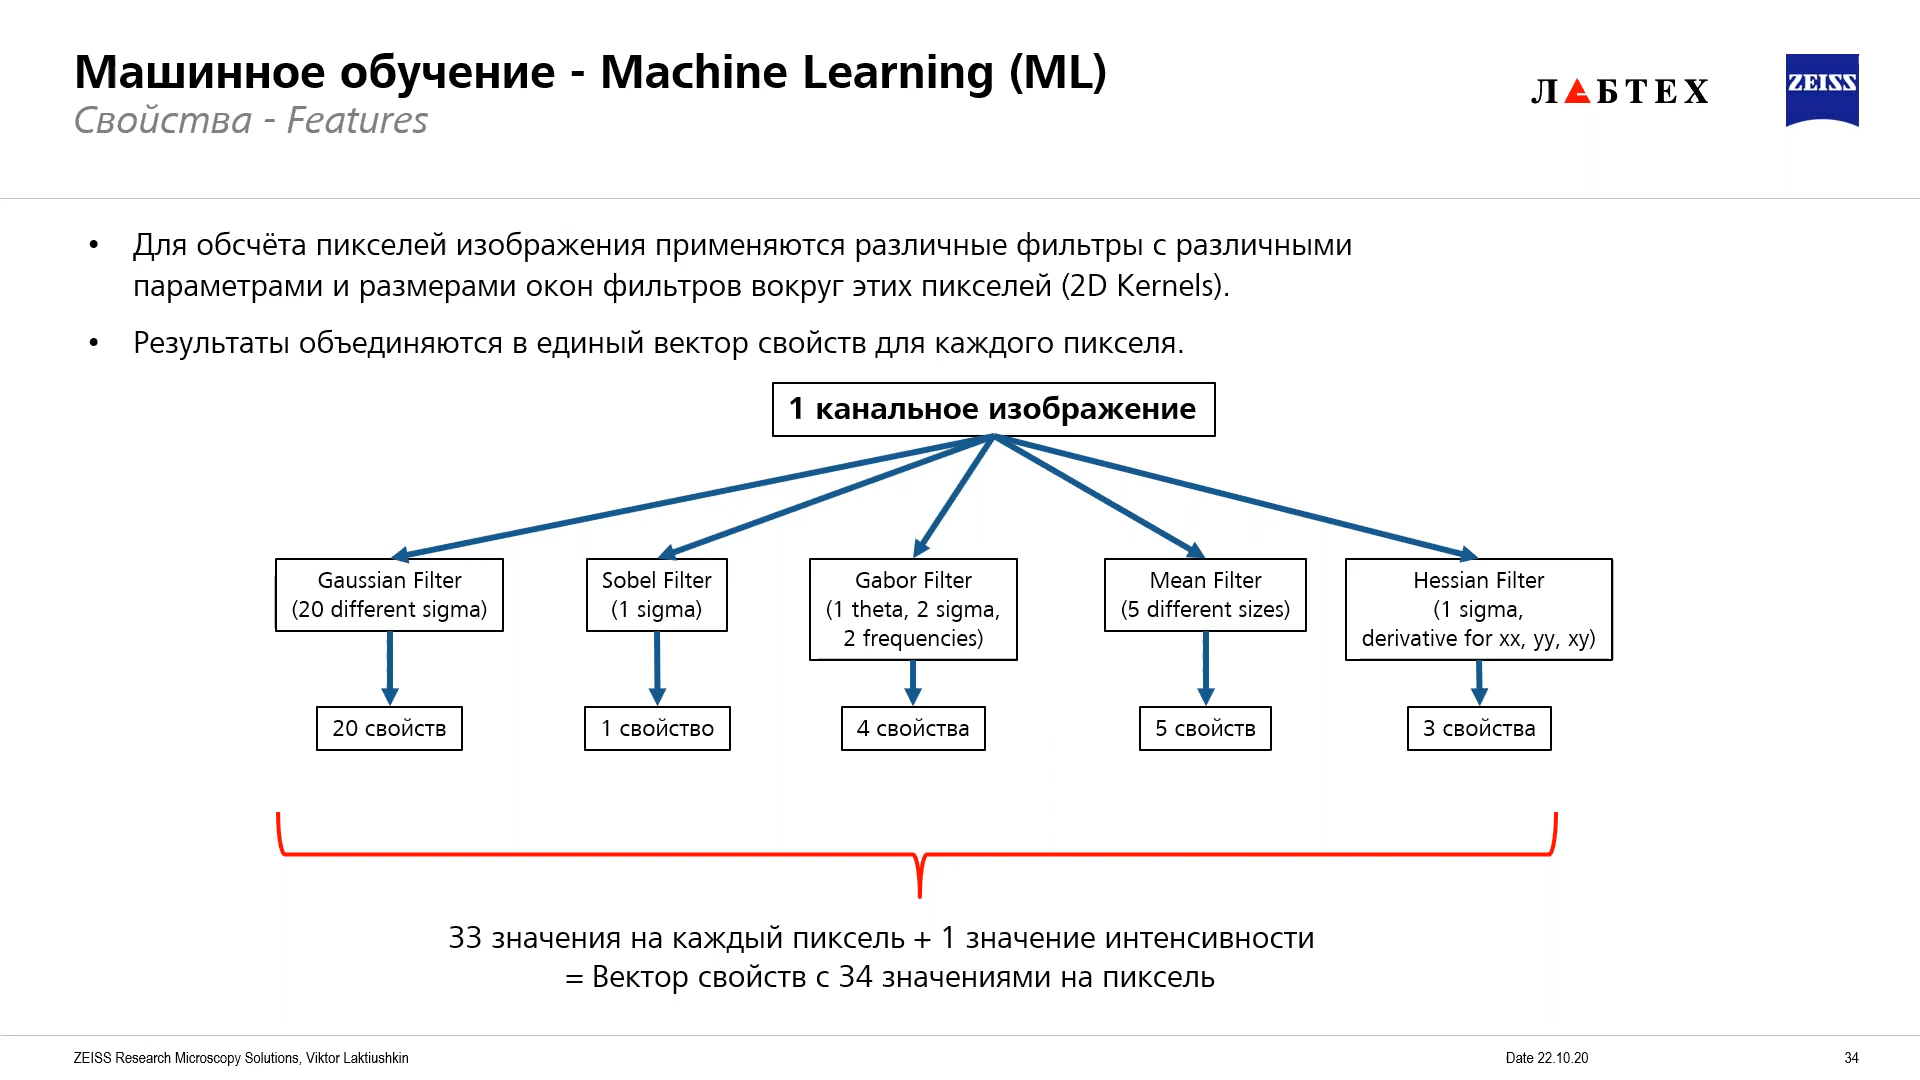 Машинное обучение - Machine Learning (ML)
Свойства - Features
ЛАБТЕХ
ZEISS
• Для обсчёта пикселей изображения применяются различные фильтры с различными
параметрами и размерами окон фильтров вокруг этих пикселей (2D Kernels).
• Результаты объединяются в единый вектор свойств для каждого пикселя.
1 канальное изображение
Gaussian Filter
(20 different sigma)
Sobel Filter
(1 sigma)
Gabor Filter
(1 theta, 2 sigma,
2 frequencies)
Mean Filter
(5 different sizes)
Hessian Filter
(1 sigma,
derivative for xx, yy, xy)
20 свойств
1 свойство
4 свойства
5 свойств
3 свойства
33 значения на каждый пиксель + 1 значение интенсивности
= Вектор свойств с 34 значениями на пиксель
ZEISS Research Microscopy Solutions, Viktor Laktiushkin
Date 22.10.20
34